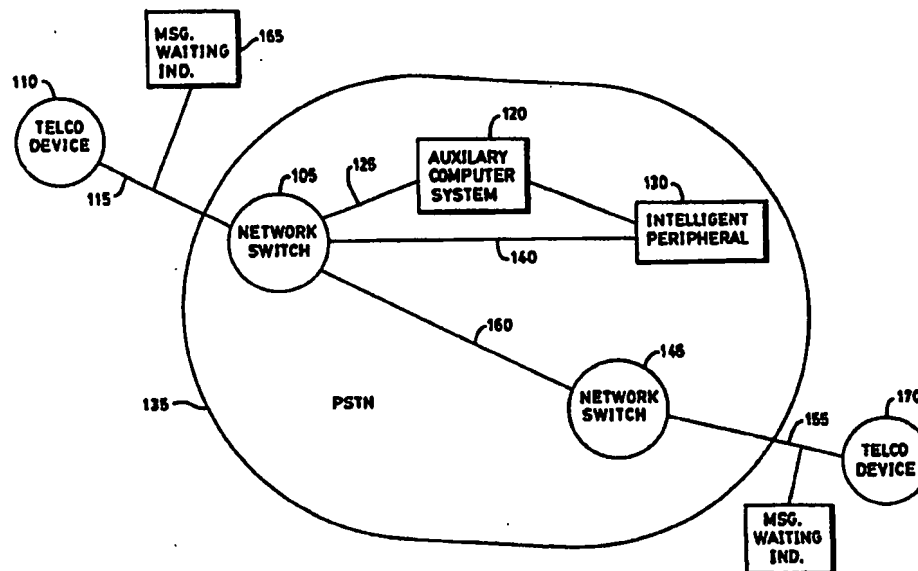 MSG.
WAITING
IND.
165
110
TELCO
DEVICE
115
105
NETWORK
SWITCH
125
120
AUXILARY
COMPUTER
SYSTEM
130
INTELLIGENT
PERIPHERAL
140
160
145
NETWORK
SWITCH
135
PSTN
155
170
TELCO
DEVICE
MSG.
WAITING
IND.